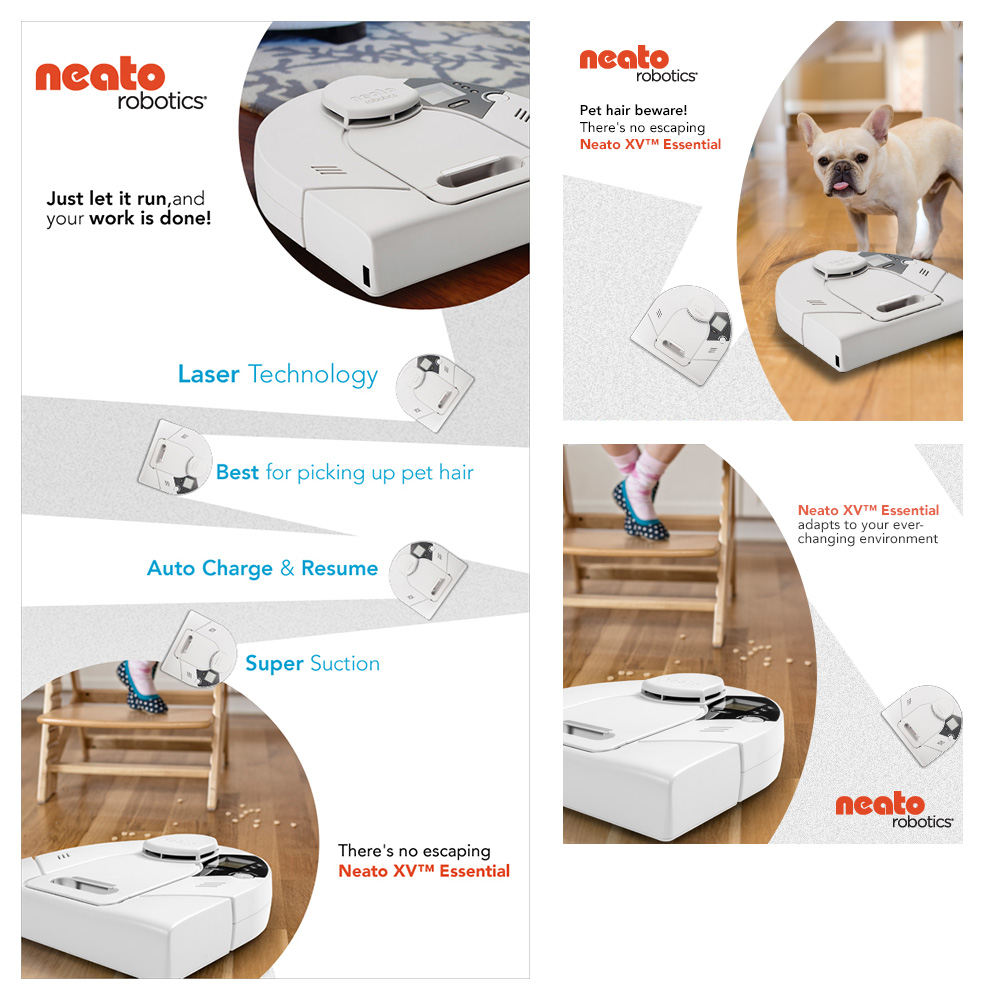 neato
robotics®
Just let it run,and
your work is done!
Laser Technology
Best for picking up pet hair
Auto Charge & Resume
Super Suction
There's no escaping
Neato XV™ Essential
neato
robotics®
Pet hair beware!
There's no escaping
Neato XV™ Essential
Neato XV™ Essential
adapts to your ever-
changing environment
neato
robotics®